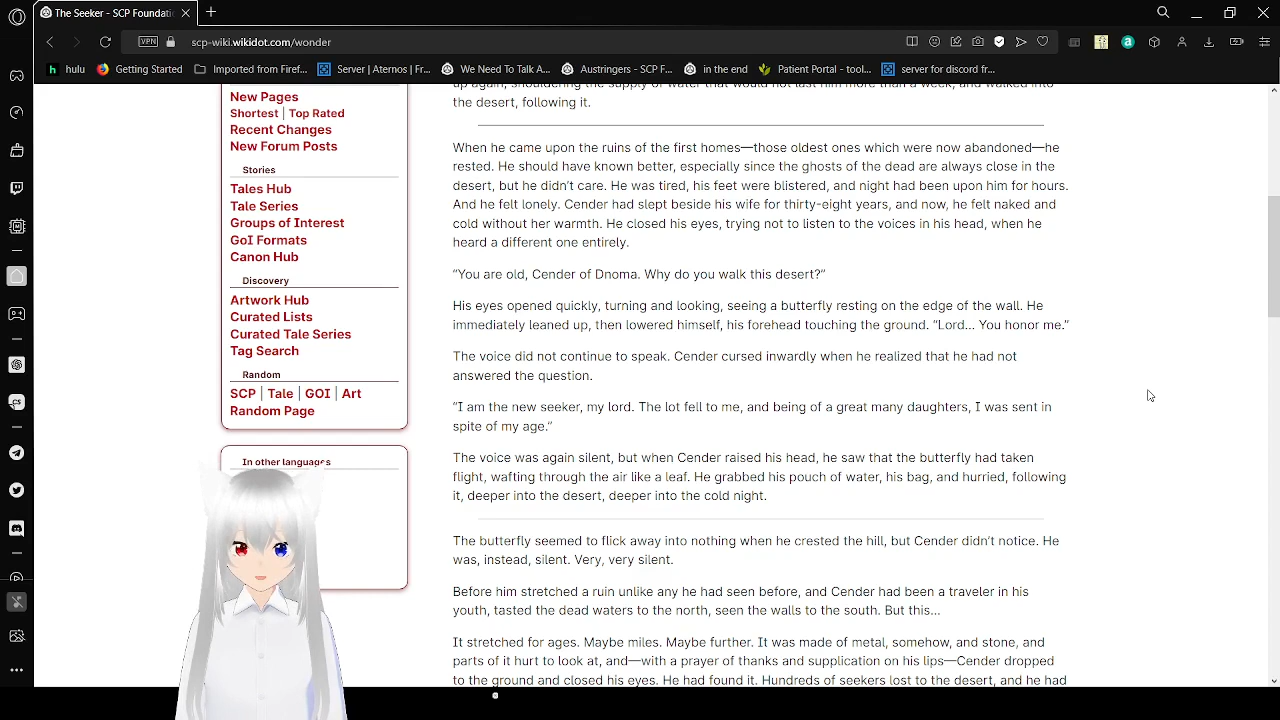 The Seeker - SCP Foundati
VPN
scp-wiki.wikidot.com/wonder
hulu
Getting Started
Imported from Firef...
Server | Aternos | Fr...
We Need To Talk A...
Austringers - SCP F...
in the end
Patient Portal - tool...
server for discord fr...
New Pages
Shortest | Top Rated
Recent Changes
New Forum Posts
Stories
Tales Hub
Tale Series
Groups of Interest
GoI Formats
Canon Hub
Discovery
Artwork Hub
Curated Lists
Curated Tale Series
Tag Search
Random
SCP | Tale | GOI | Art
Random Page
In other languages
up again, shouldering the supply of water that would not last him more than a week, and walked into
the desert, following it.
When he came upon the ruins of the first homes—those oldest ones which were now abandoned—he
rested. He should have known better, especially since the ghosts of the dead are always close in the
desert, but he didn't care. He was tired, his feet were blistered, and night had been upon him for hours.
And he felt lonely. Cender had slept beside his wife for thirty-eight years, and now, he felt naked and
cold without her warmth. He closed his eyes, trying not to listen to the voices in his head, when he
heard a different one entirely.
“You are old, Cender of Dnoma. Why do you walk this desert?”
His eyes opened quickly, turning and looking, seeing a butterfly resting on the edge of the wall. He
immediately leaned up, then lowered himself, his forehead touching the ground. “Lord... You honor me.”
The voice did not continue to speak. Cender cursed inwardly when he realized that he had not
answered the question.
“I am the new seeker, my lord. The lot fell to me, and being of a great many daughters, I was sent in
spite of my age.”
The voice was again silent, but when Cender raised his head, he saw that the butterfly had taken
flight, wafting through the air like a leaf. He grabbed his pouch of water, his bag, and hurried, following
it, deeper into the desert, deeper into the cold night.
The butterfly seemed to flick away into nothing when he crested the hill, but Cender didn't notice. He
was, instead, silent. Very, very silent.
Before him stretched a ruin unlike any he had seen before, and Cender had been a traveler in his
youth, tasted the dead waters to the north, seen the walls to the south. But this...
It stretched for ages. Maybe miles. Maybe further. It was made of metal, somehow, and stone, and
parts of it hurt to look at, and—with a prayer of thanks and supplication on his lips—Cender dropped
to the ground and closed his eyes. He had found it. Hundreds of seekers lost to the desert, and he had